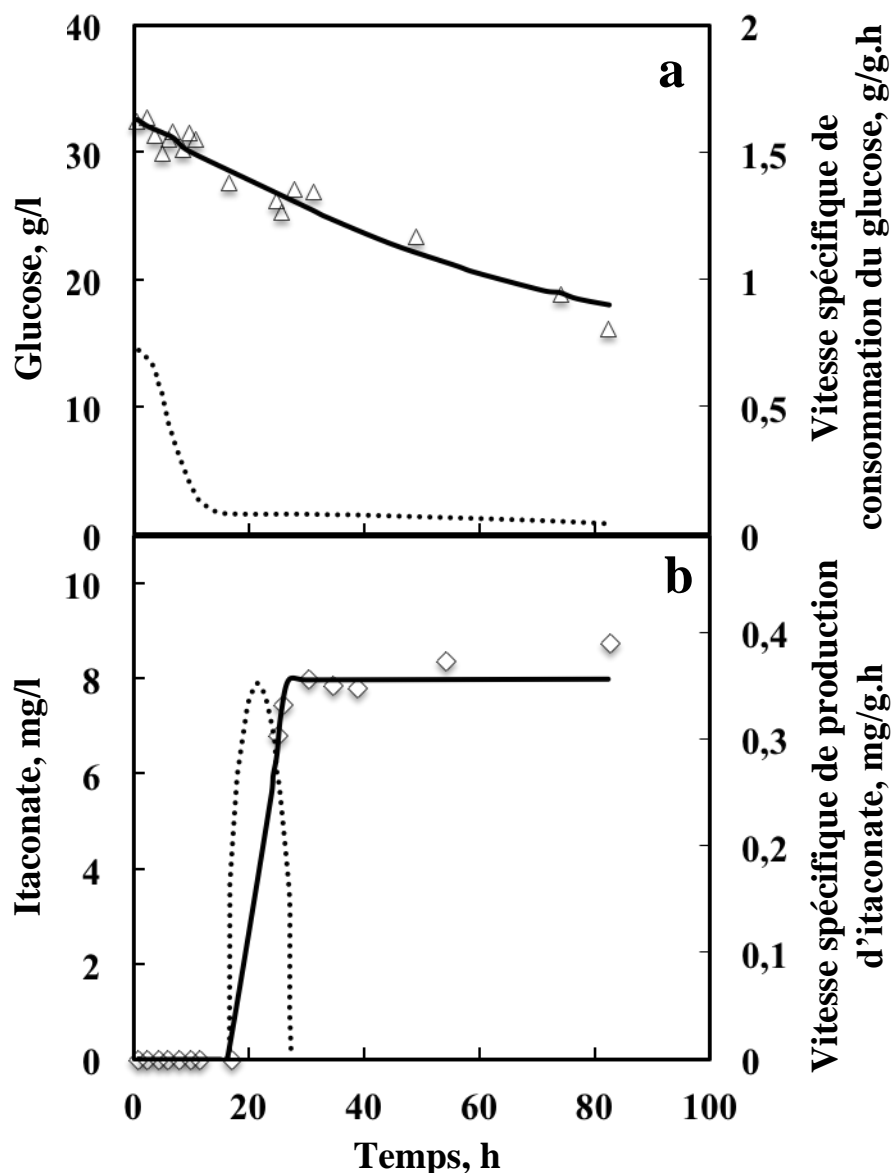 40
30
20
10
0
Glucose, g/l
a
2
1,5
1
0,5
0
Vitesse spécifique de
consommation du glucose, g/g.h
10
8
6
4
2
0
Itaconate, mg/l
b
0,4
0,3
0,2
0,1
0
Vitesse spécifique de production
d'itaconate, mg/g.h
0 20 40 60 80 100
Temps, h